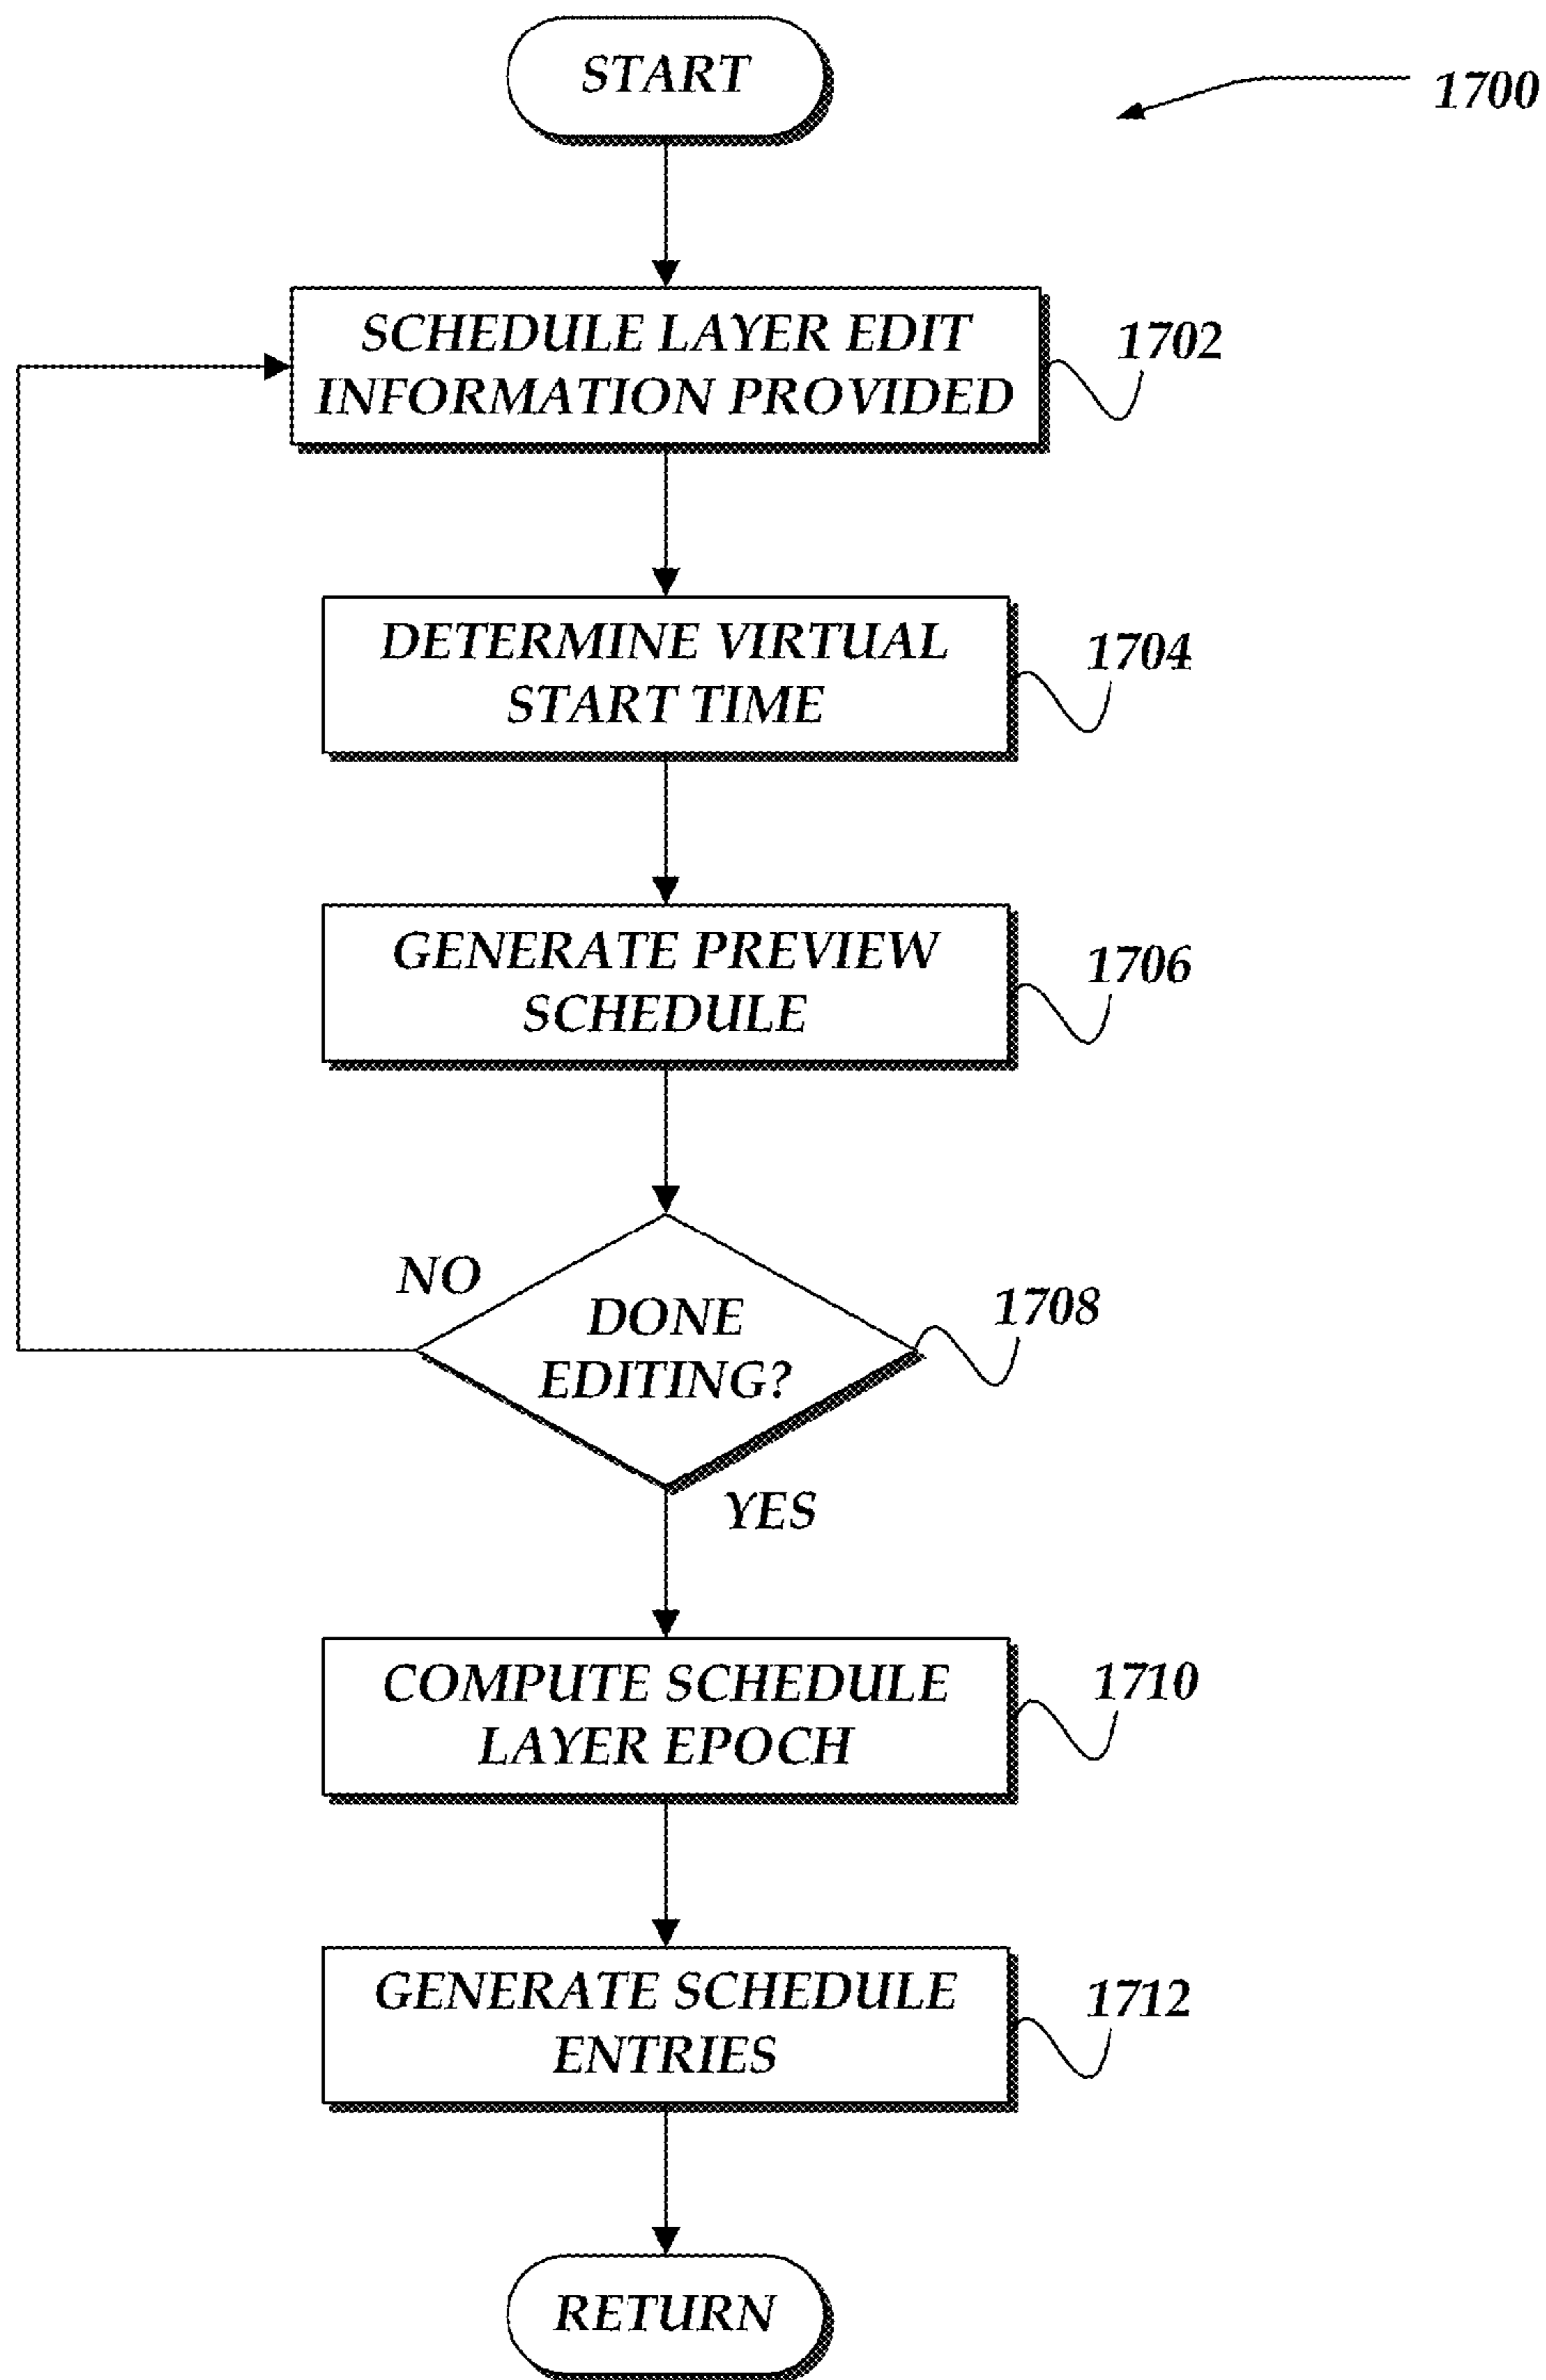 START
1700
SCHEDULE LAYER EDIT
INFORMATION PROVIDED
1702
DETERMINE VIRTUAL
START TIME
1704
GENERATE PREVIEW
SCHEDULE
1706
NO
DONE
EDITING?
1708
YES
COMPUTE SCHEDULE
LAYER EPOCH
1710
GENERATE SCHEDULE
ENTRIES
1712
RETURN